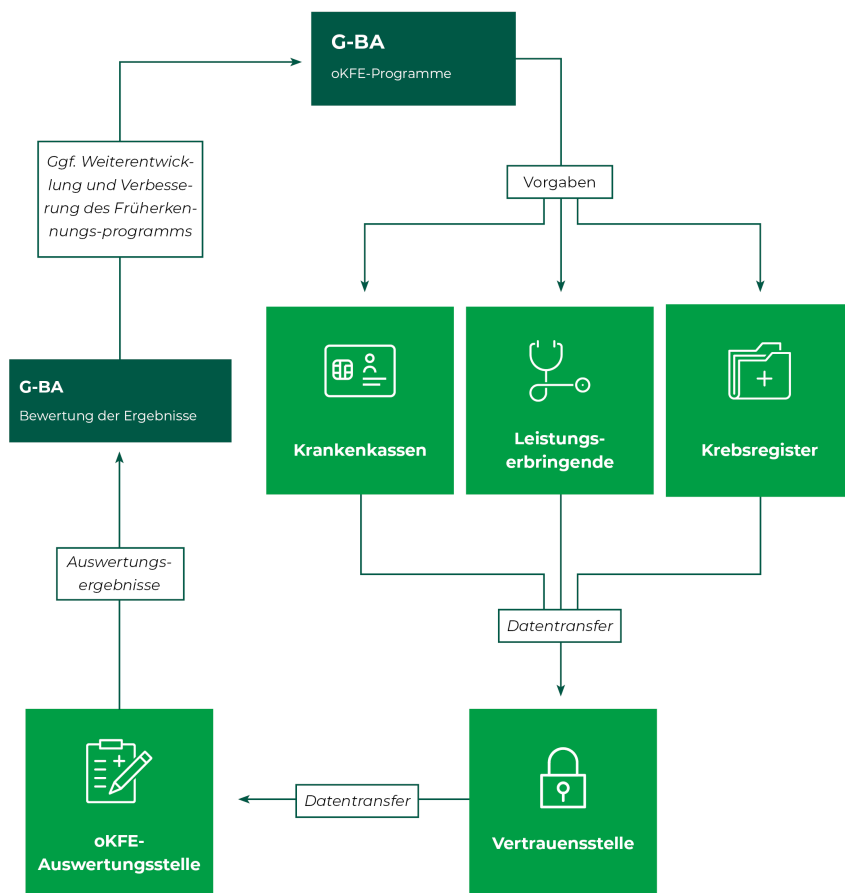 G-BA
oKFE-Programme
Vorgaben
Ggf. Weiterentwick-
lung und Verbesse-
rung des Früherken-
nungs-programms
G-BA
Bewertung der Ergebnisse
Krankenkassen
Leistungs-
erbringende
Krebsregister
Auswertungs-
ergebnisse
Datentransfer
oKFE-
Auswertungsstelle
Datentransfer
Vertrauensstelle